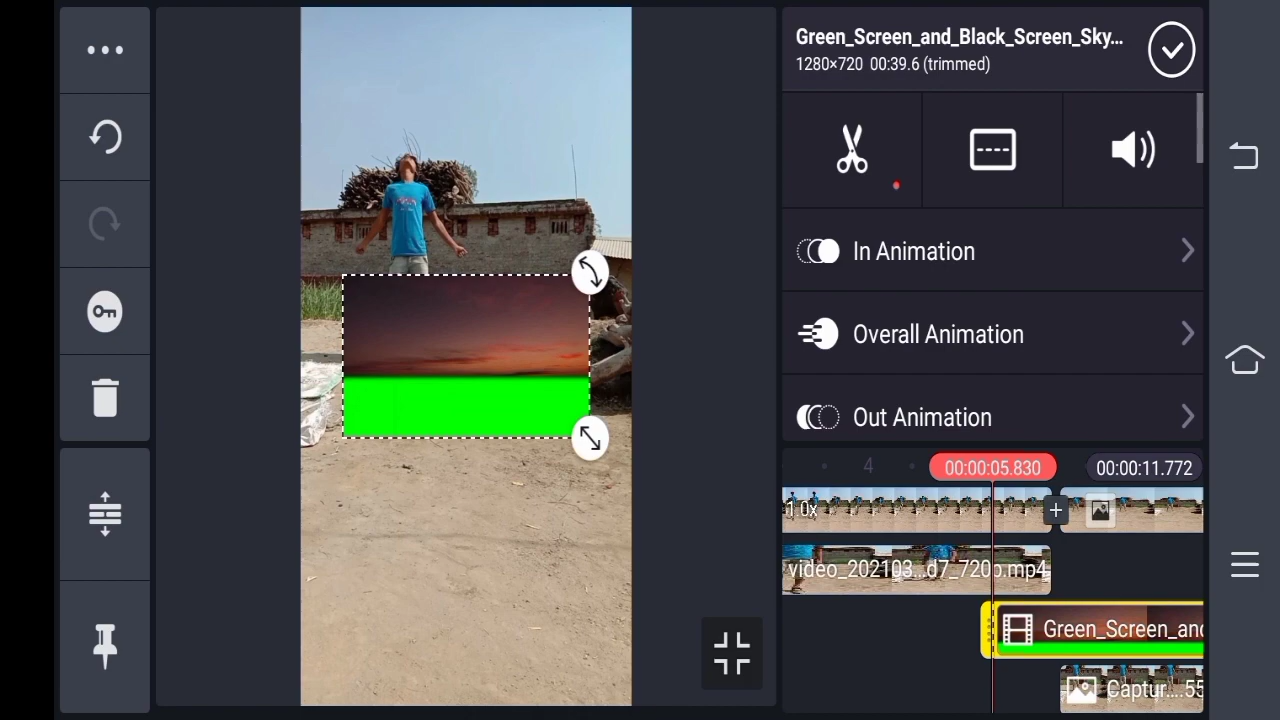 Green_Screen_and_Black_Screen_Sky...
1280×720 00:39.6 (trimmed)
In Animation
Overall Animation
Out Animation
4
00:00:05.830
00:00:11.772
1.0x
video_202103...d7_720p.mp4
Green_Screen_and
Captur....55